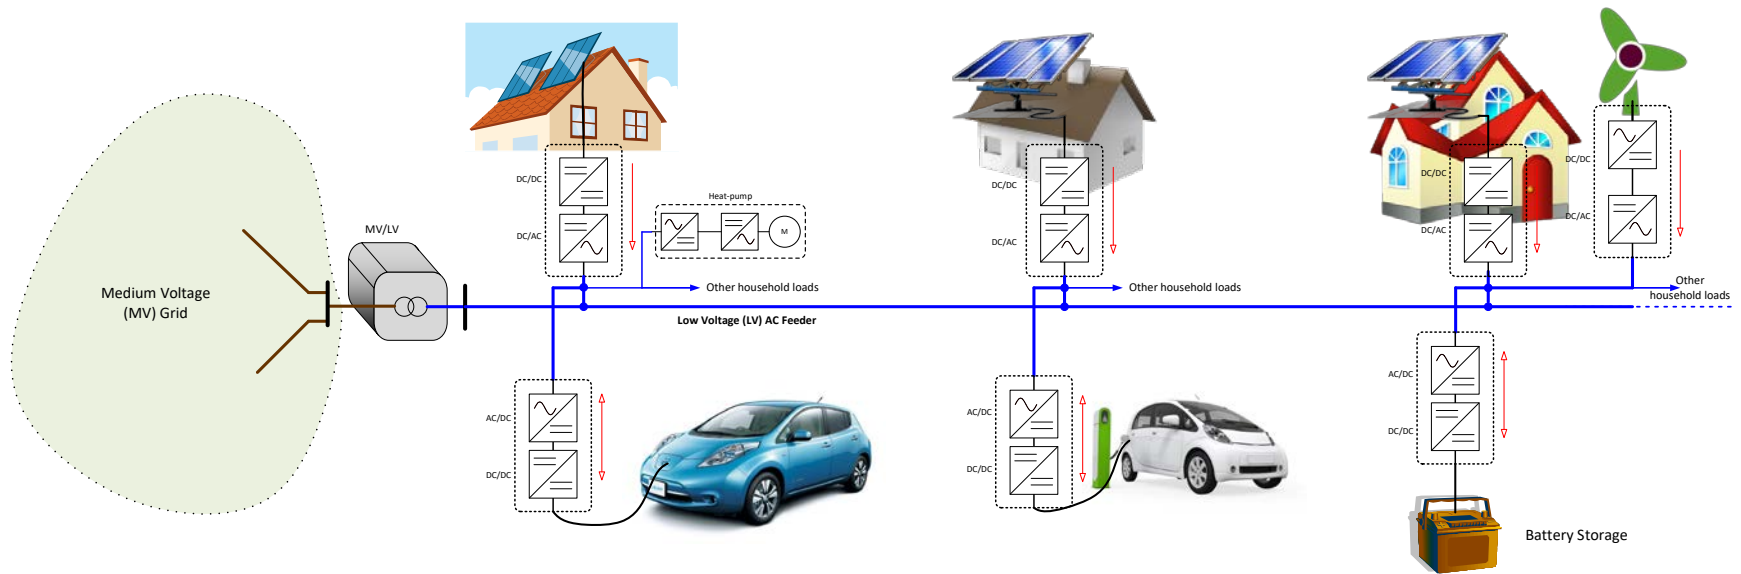 Medium Voltage
(MV) Grid
MV/LV
DC/DC
DC/AC
Heat-pump
M
Other household loads
Low Voltage (LV) AC Feeder
AC/DC
DC/DC
DC/DC
DC/AC
Other household loads
AC/DC
DC/DC
DC/DC
DC/AC
DC/DC
DC/AC
Other
household loads
AC/DC
DC/DC
Battery Storage